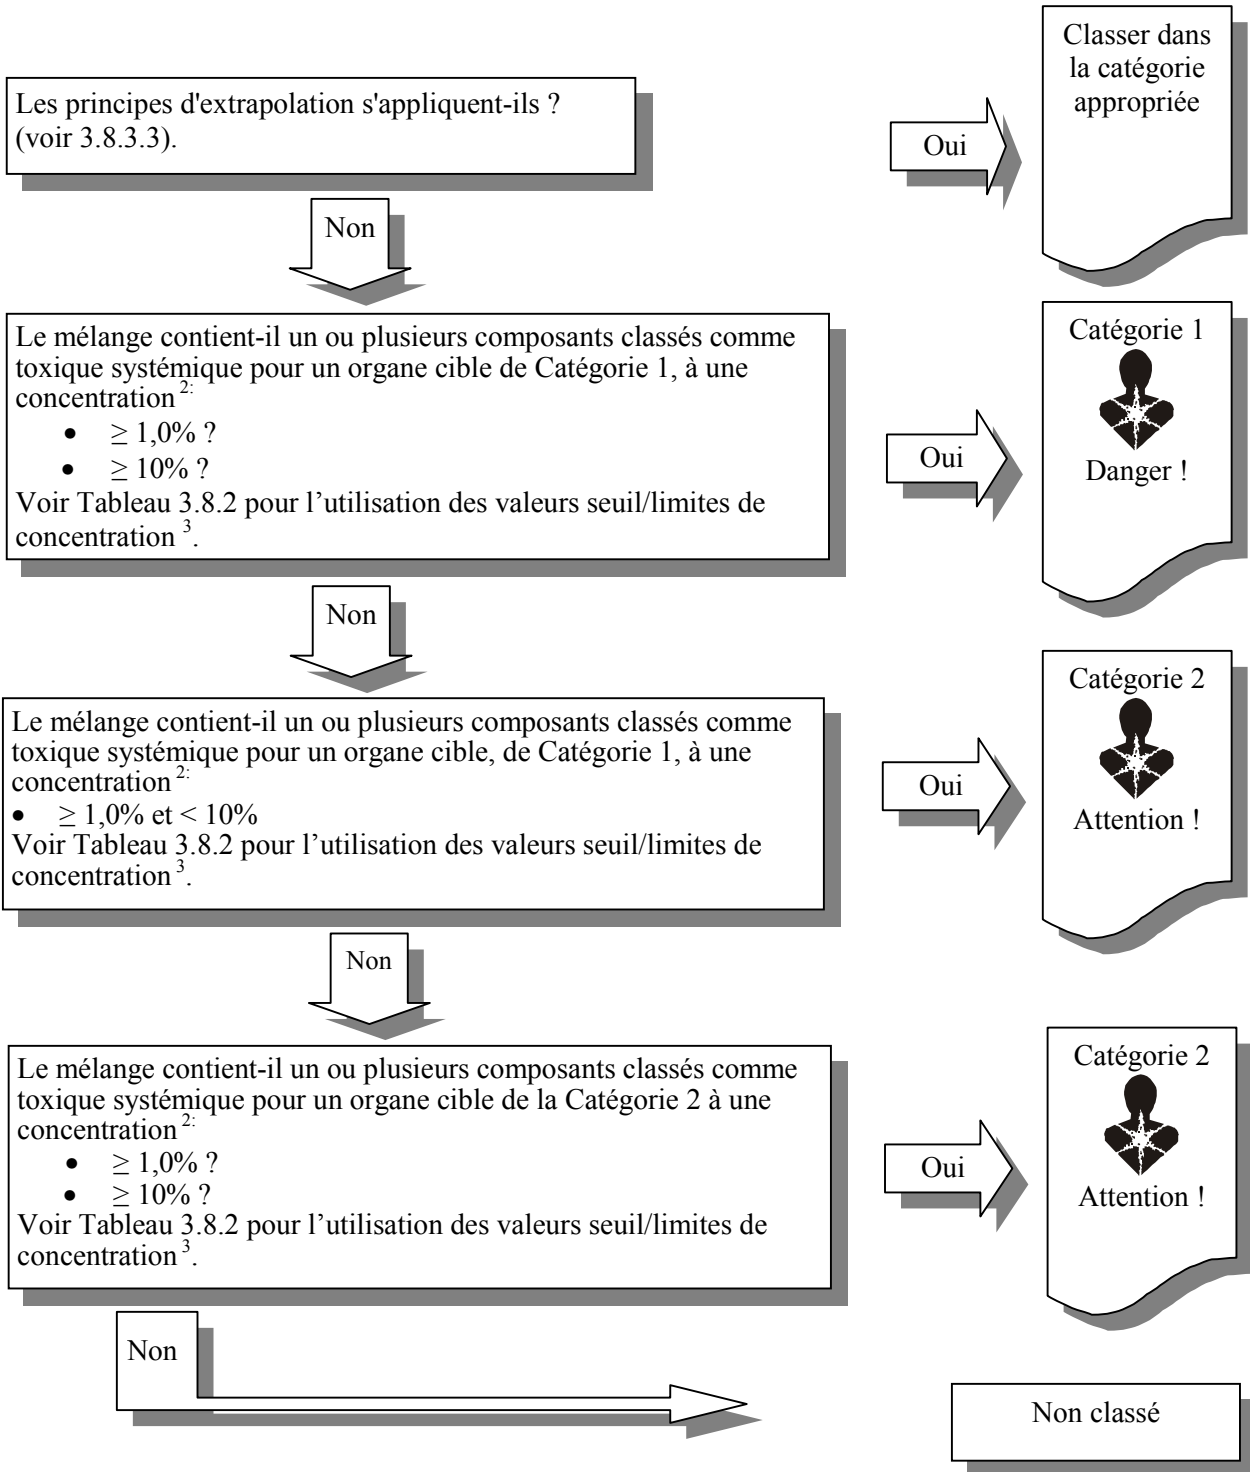 Les principes d'extrapolation s'appliquent-ils ?
(voir 3.8.3.3).
Oui
Classer dans
la catégorie
appropriée
Non
Le mélange contient-il un ou plusieurs composants classés comme
toxique systémique pour un organe cible de Catégorie 1, à une
concentration 2:
• ≥ 1,0% ?
• ≥ 10% ?
Voir Tableau 3.8.2 pour l’utilisation des valeurs seuil/limites de
concentration 3.
Oui
Catégorie 1
Danger !
Non
Le mélange contient-il un ou plusieurs composants classés comme
toxique systémique pour un organe cible, de Catégorie 1, à une
concentration 2:
• ≥ 1,0% et < 10%
Voir Tableau 3.8.2 pour l’utilisation des valeurs seuil/limites de
concentration 3.
Oui
Catégorie 2
Attention !
Non
Le mélange contient-il un ou plusieurs composants classés comme
toxique systémique pour un organe cible de la Catégorie 2 à une
concentration 2:
• ≥ 1,0% ?
• ≥ 10% ?
Voir Tableau 3.8.2 pour l’utilisation des valeurs seuil/limites de
concentration 3.
Oui
Catégorie 2
Attention !
Non
Non classé